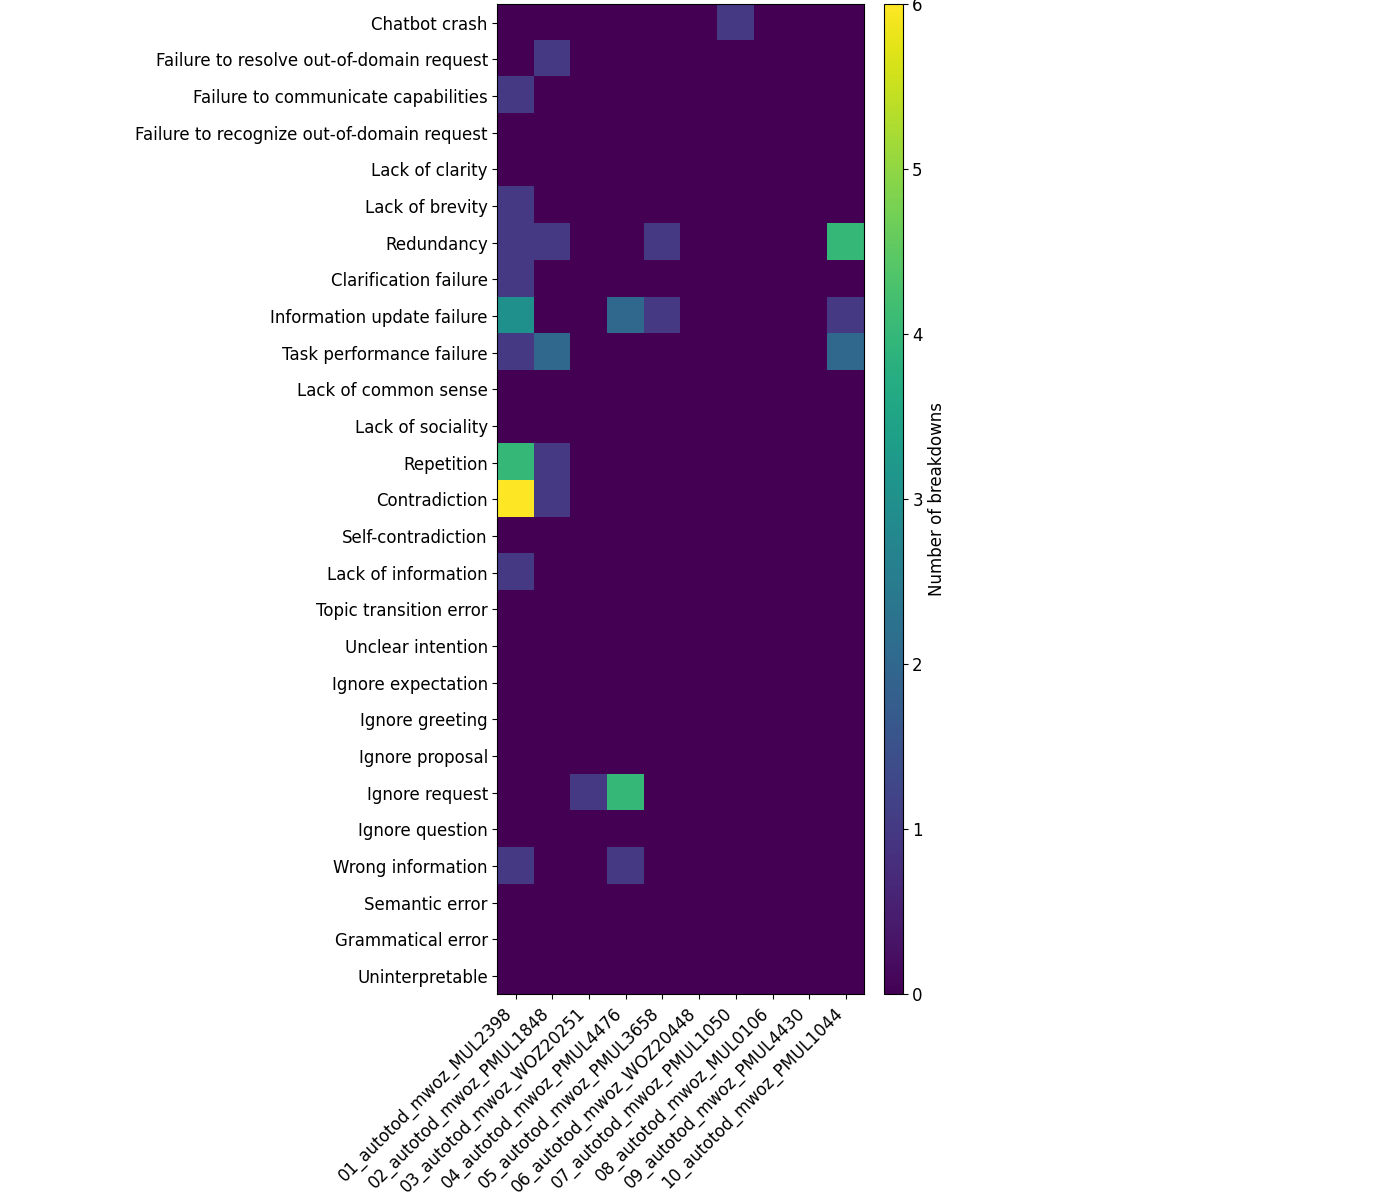 Chatbot crash
Failure to resolve out-of-domain request
Failure to communicate capabilities
Failure to recognize out-of-domain request
Lack of clarity
Lack of brevity
Redundancy
Clarification failure
Information update failure
Task performance failure
Lack of common sense
Lack of sociality
Repetition
Contradiction
Self-contradiction
Lack of information
Topic transition error
Unclear intention
Ignore expectation
Ignore greeting
Ignore proposal
Ignore request
Ignore question
Wrong information
Semantic error
Grammatical error
Uninterpretable
01_autotod_mwoz_MUL2398
02_autotod_mwoz_PMUL1848
03_autotod_mwoz_WOZ20251
04_autotod_mwoz_PMUL4476
05_autotod_mwoz_PMUL3658
06_autotod_mwoz_WOZ20448
07_autotod_mwoz_PMUL1050
08_autotod_mwoz_MUL0106
09_autotod_mwoz_PMUL4430
10_autotod_mwoz_PMUL1044
6
5
4
3
2
1
0
Number of breakdowns